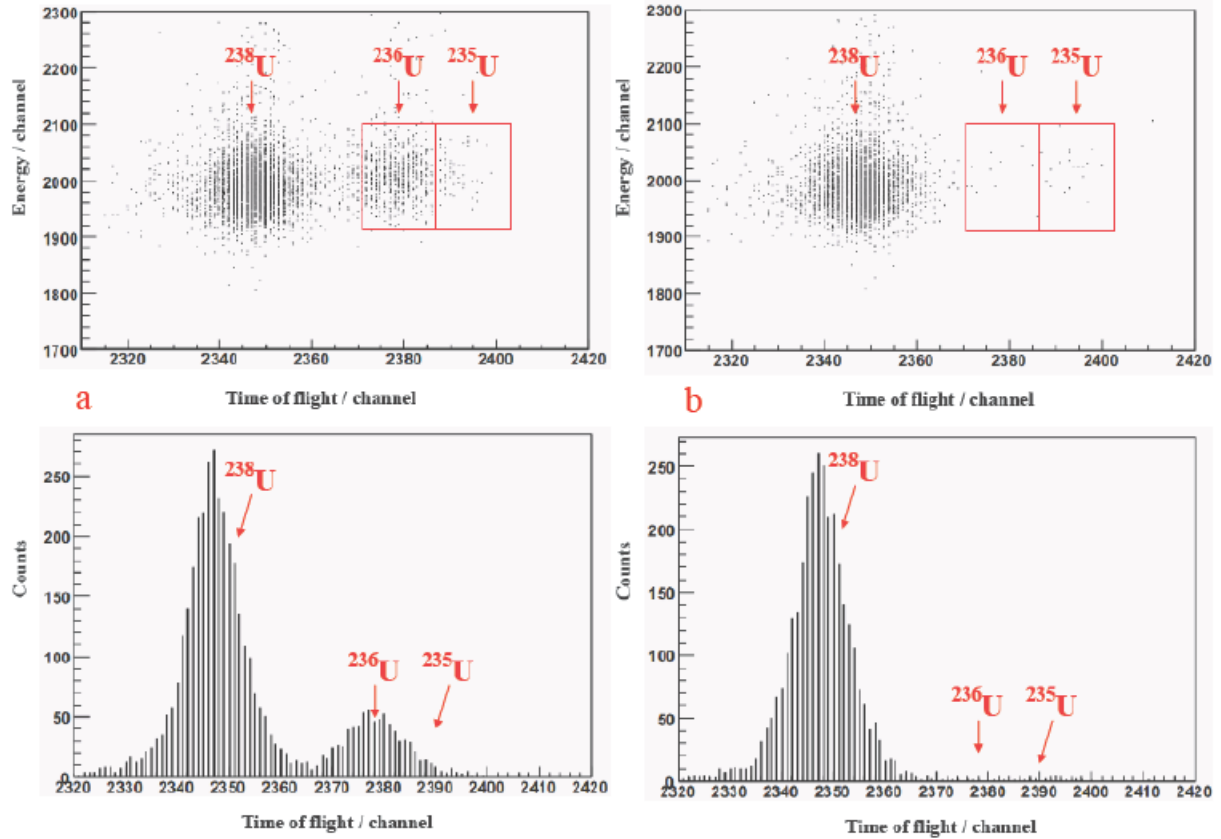 2300
2200
2100
2000
1900
1800
1700
Energy / channel
²³⁸U
²³⁶U
²³⁵U
2320
2340
2360
2380
2400
2420
Time of flight / channel
a
2300
2200
2100
2000
1900
1800
1700
Energy / channel
²³⁸U
²³⁶U
²³⁵U
2320
2340
2360
2380
2400
2420
Time of flight / channel
b
250
200
150
100
50
0
Counts
²³⁸U
²³⁶U
²³⁵U
2320
2330
2340
2350
2360
2370
2380
2390
2400
2410
2420
Time of flight / channel
250
200
150
100
50
0
Counts
²³⁸U
²³⁶U
²³⁵U
2320
2330
2340
2350
2360
2370
2380
2390
2400
2410
2420
Time of flight / channel